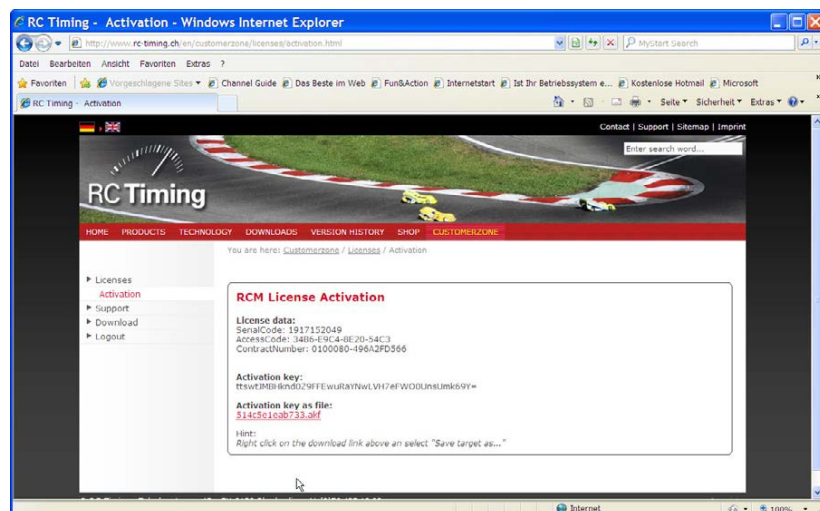 RC Timing - Activation - Windows Internet Explorer
http://www.rc-timing.ch/en/customerzone/licenses/activation.html
MyStart Search
Datei Bearbeiten Ansicht Favoriten Extras ?
Favoriten Vorgeschlagene Sites Channel Guide Das Beste im Web Fun&Action Internetstart Ist Ihr Betriebssystem e... Kostenlose Hotmail Microsoft
RC Timing - Activation
Seite Sicherheit Extras
Contact | Support | Sitemap | Imprint
Enter search word...
RC Timing
HOME PRODUCTS TECHNOLOGY DOWNLOADS VERSION HISTORY SHOP CUSTOMERZONE
You are here: Customerzone / Licenses / Activation
Licenses
Activation
Support
Download
Logout
RCM License Activation
License data:
SerialCode: 1917152049
AccessCode: 34B6-E9C4-8E20-54C3
ContractNumber: 0100080-496A2FD566
Activation key:
Activation key as file:
514c5e1eab733.akf
Hint:
Right click on the download link above an select "Save target as..."
Internet
100%